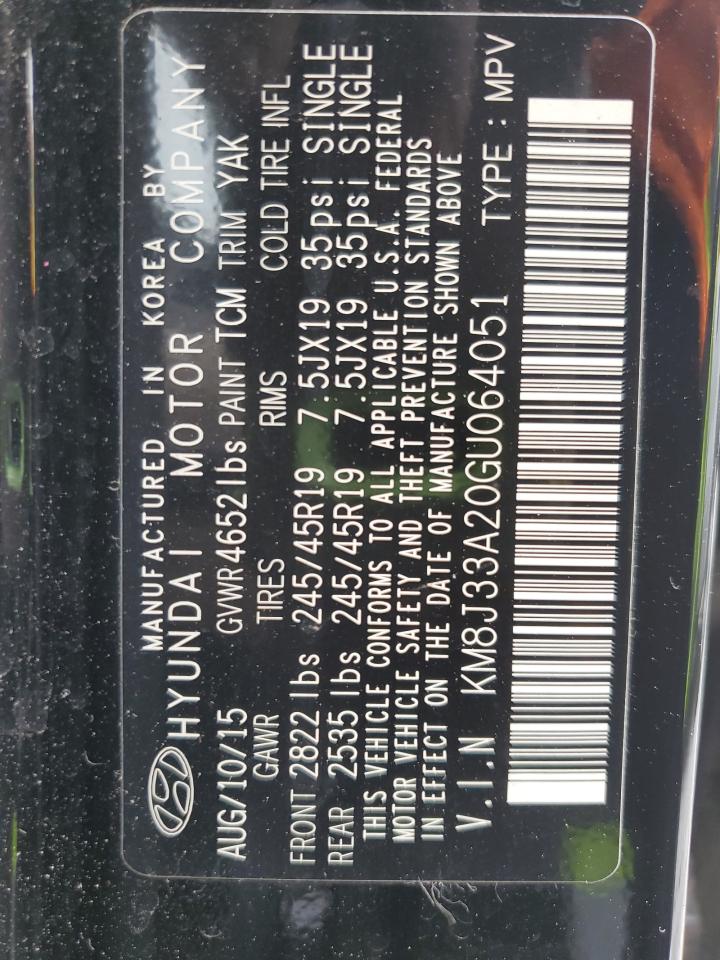 MANUFACTURED IN KOREA BY
HYUNDAI MOTOR COMPANY
AUG/10/15 GVWR 4652 lbs PAINT TCM TRIM YAK
GAWR TIRES RIMS COLD TIRE INFL
FRONT 2822 lbs 245/45R19 7.5JX19 35psi SINGLE
REAR 2535 lbs 245/45R19 7.5JX19 35psi SINGLE
THIS VEHICLE CONFORMS TO ALL APPLICABLE U.S.A. FEDERAL
MOTOR VEHICLE SAFETY AND THEFT PREVENTION STANDARDS
IN EFFECT ON THE DATE OF MANUFACTURE SHOWN ABOVE
V.I.N KM8J33A20GU064051 TYPE : MPV